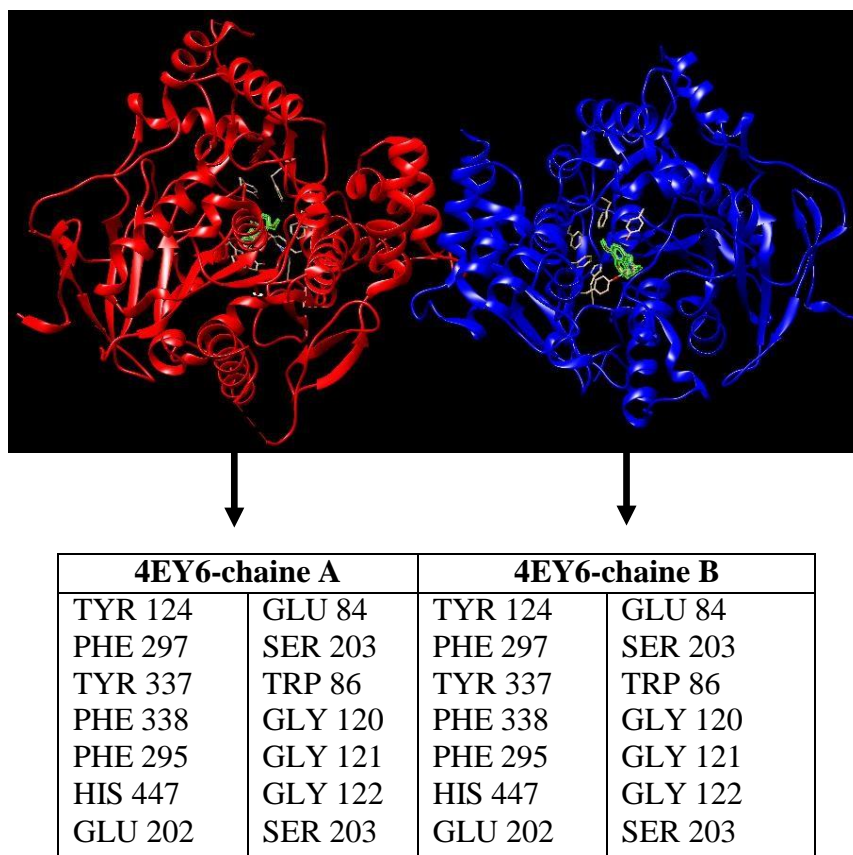 4EY6-chaine A 4EY6-chaine B
TYR 124 GLU 84 TYR 124 GLU 84
PHE 297 SER 203 PHE 297 SER 203
TYR 337 TRP 86 TYR 337 TRP 86
PHE 338 GLY 120 PHE 338 GLY 120
PHE 295 GLY 121 PHE 295 GLY 121
HIS 447 GLY 122 HIS 447 GLY 122
GLU 202 SER 203 GLU 202 SER 203